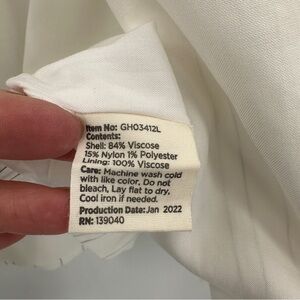 Item No: GH03412L
Contents:
Shell: 84% Viscose
15% Nylon 1% Polyester
Lining: 100% Viscose
Care: Machine wash cold
with like color, Do not
bleach, Lay flat to dry,
Cool iron if needed.
Production Date: Jan 2022
RN: 139040